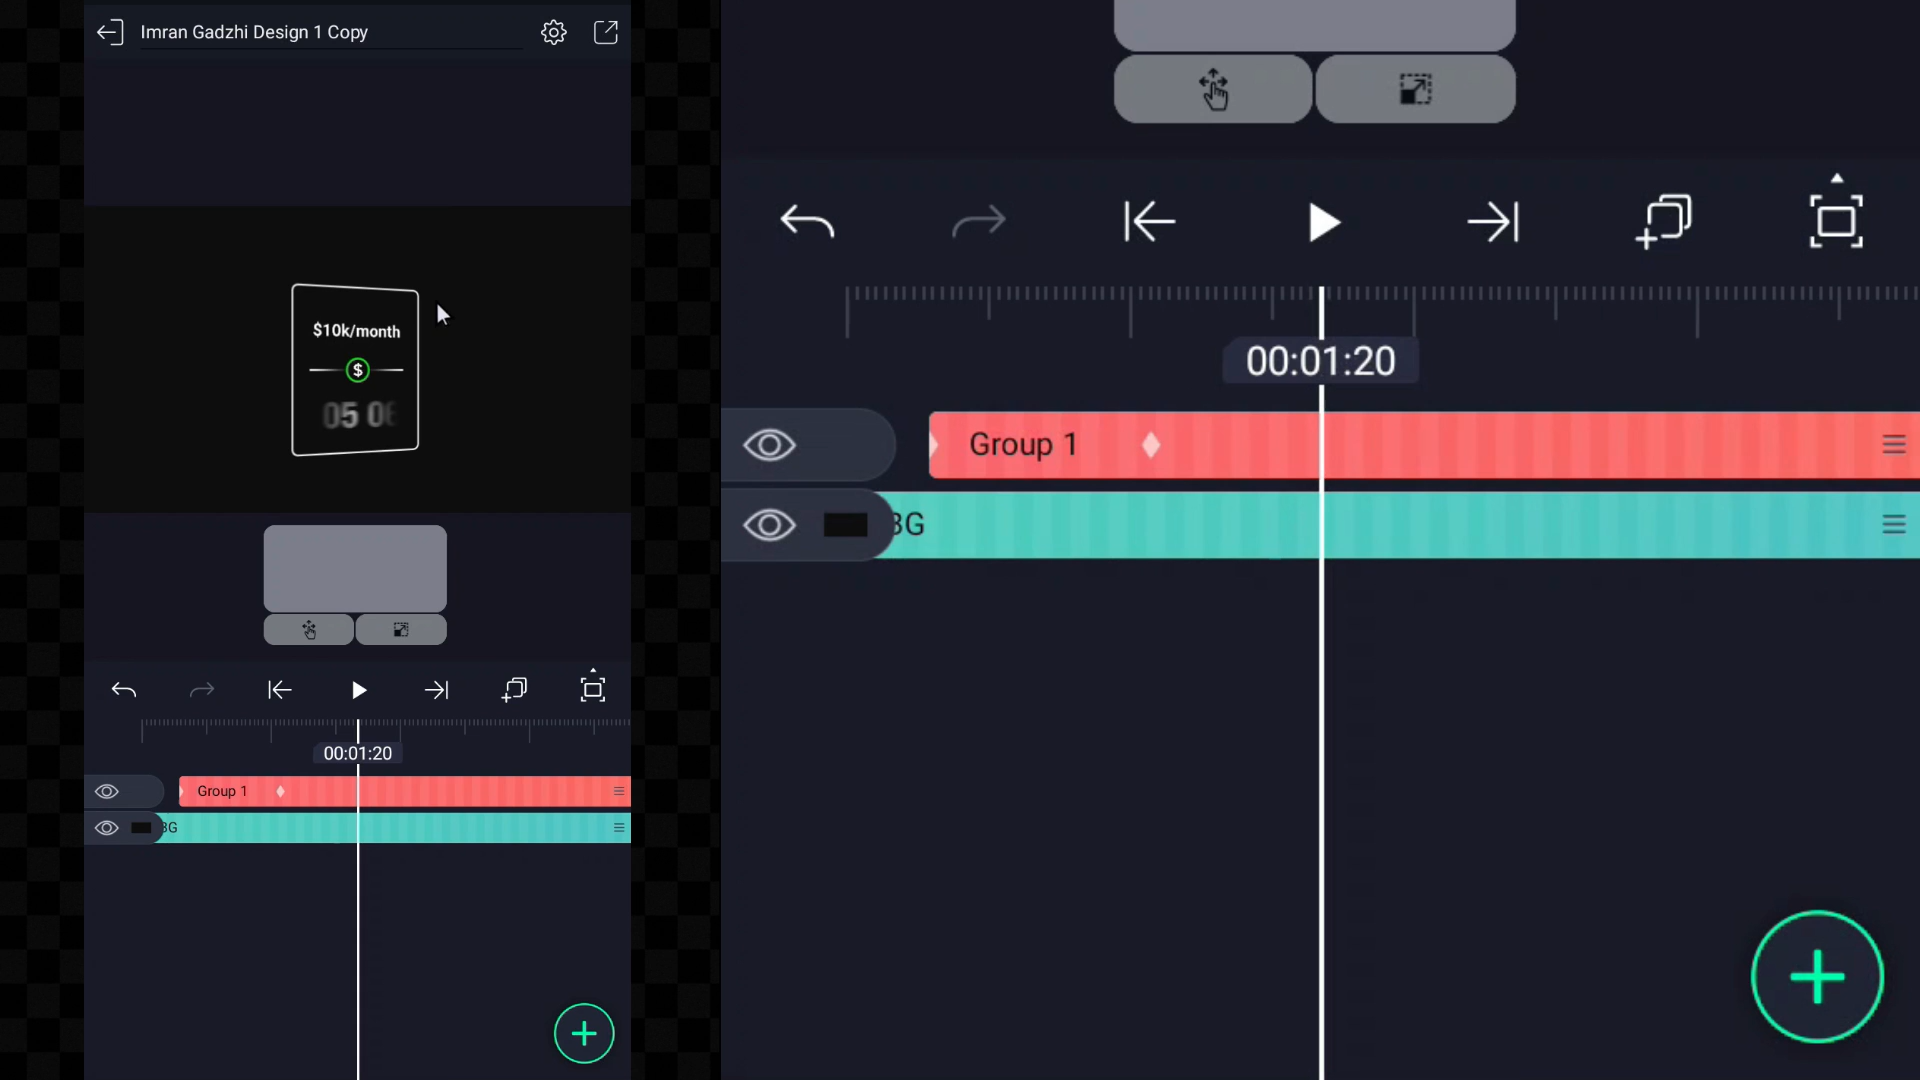 Imran Gadzhi Design 1 Copy
$10k/month
$
05 06
00:01:20
Group 1
BG
00:01:20
Group 1
BG